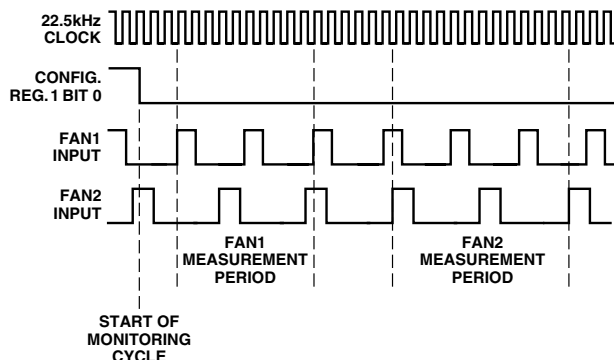 22.5kHz
CLOCK
CONFIG.
REG. 1 BIT 0
FAN1
INPUT
FAN2
INPUT
FAN1
MEASUREMENT
PERIOD
FAN2
MEASUREMENT
PERIOD
START OF
MONITORING
CYCLE